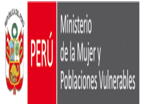 PERÚ
Ministerio
de la Mujer y
Poblaciones Vulnerables